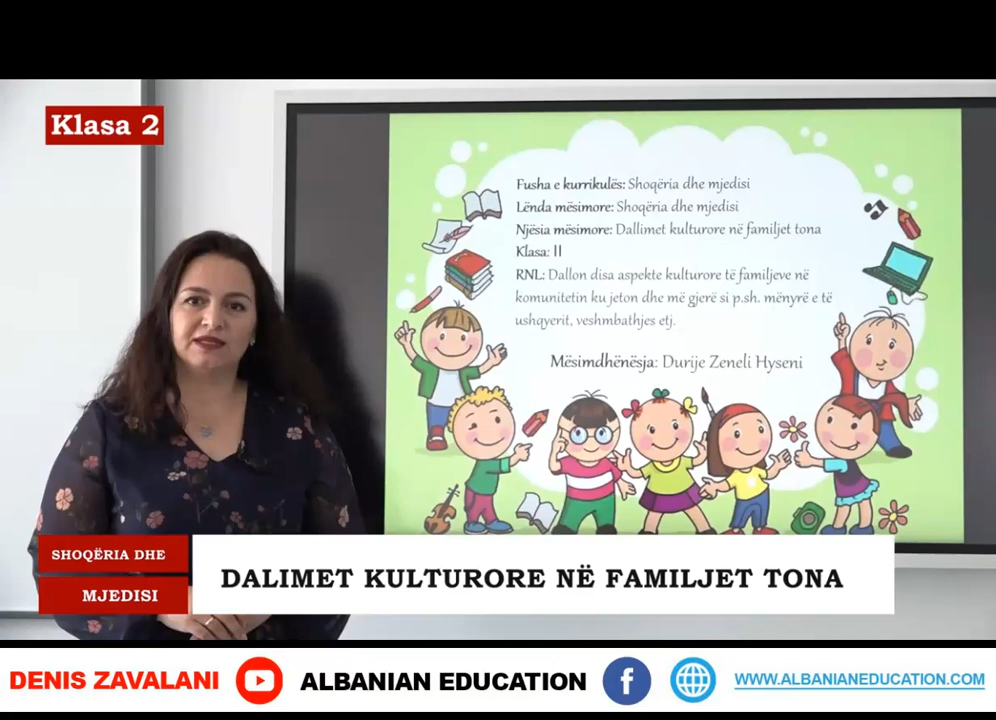 Klasa 2
Fusha e kurrikulës: Shoqëria dhe mjedisi
Lënda mësimore: Shoqëria dhe mjedisi
Njësia mësimore: Dallimet kulturore në familjet tona
Klasa: II
RNL: Dallon disa aspekte kulturore të familjeve në
komunitetin ku jeton dhe më gjerë si p.sh. mënyrë e të
ushqyerit, veshmbathjes etj.
Mësimdhënësja: Durije Zeneli Hyseni
SHOQËRIA DHE
MJEDISI
DALIMET KULTURORE NË FAMILJET TONA
DENIS ZAVALANI
ALBANIAN EDUCATION
f
WWW.ALBANIANEDUCATION.COM